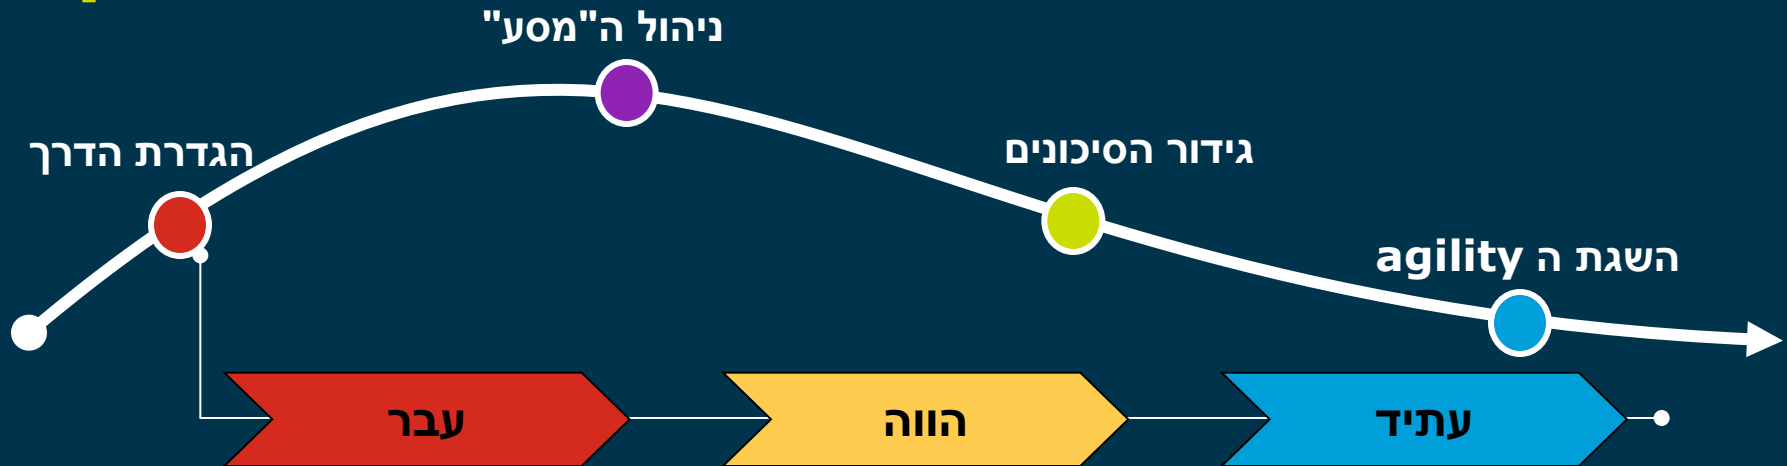 ניהול ה"מסע"
הגדרת הדרך
גידור הסיכונים
השגת ה agility
עבר
הווה
עתיד